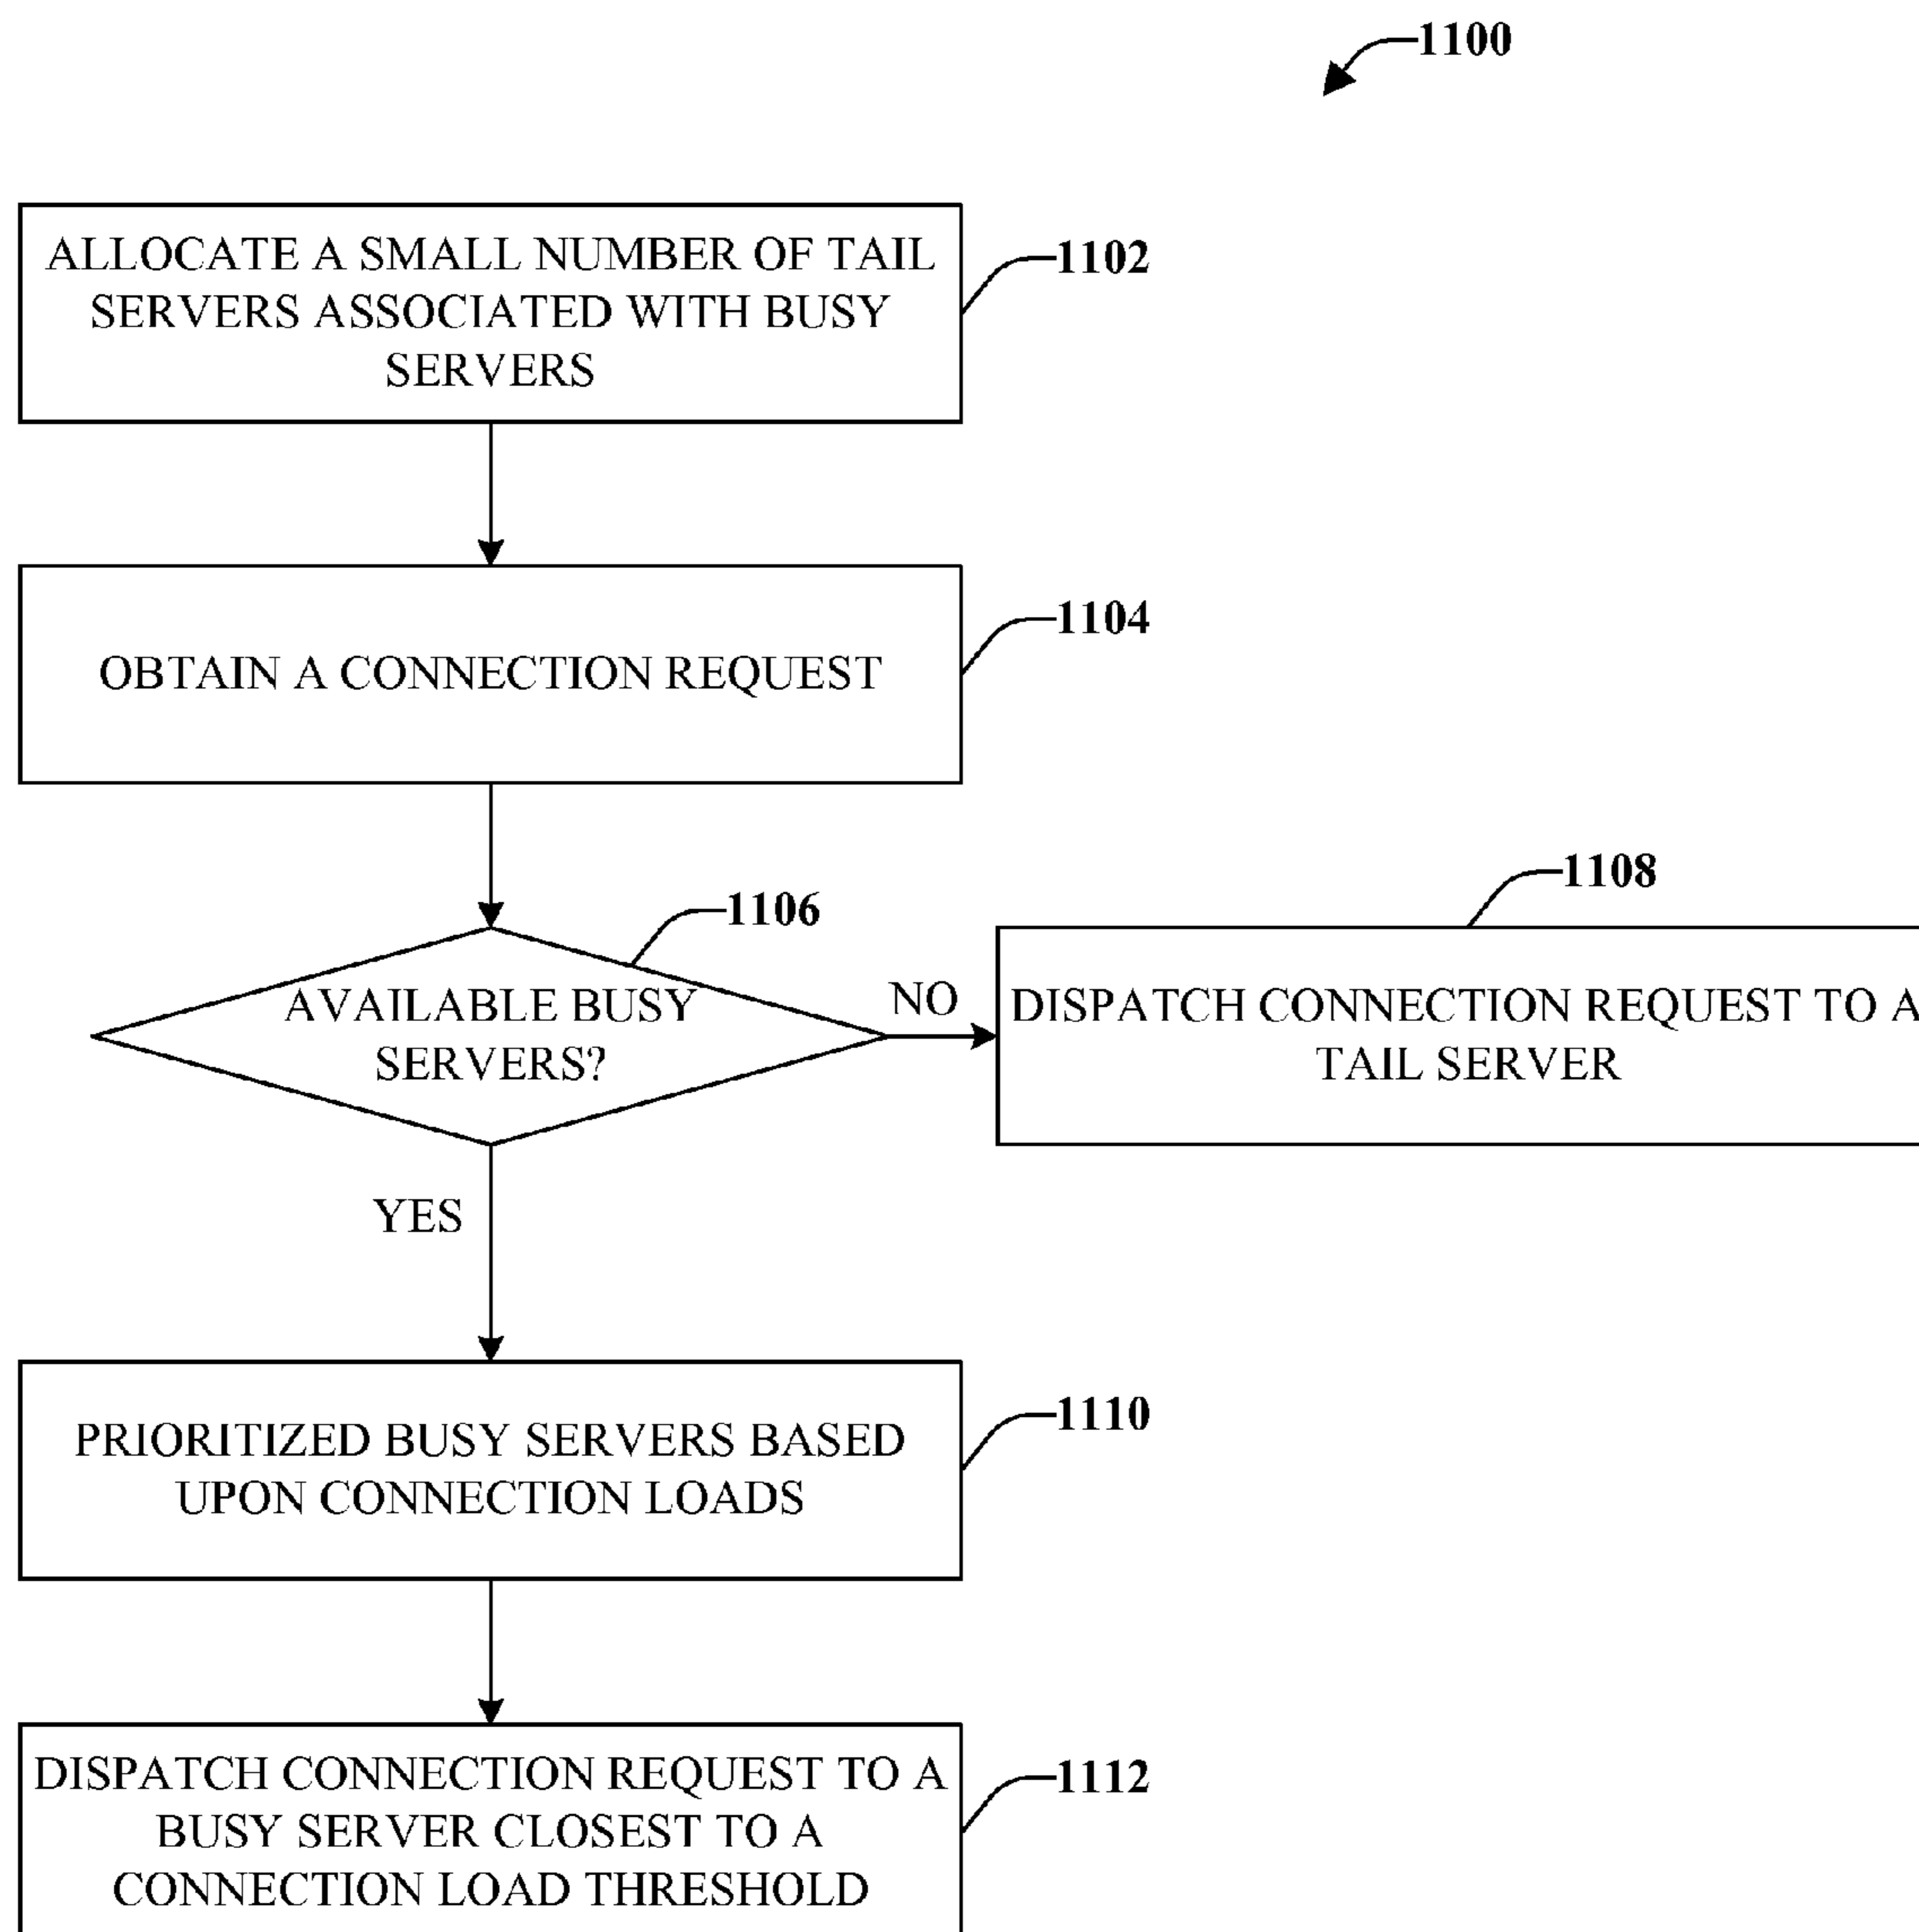 1100
ALLOCATE A SMALL NUMBER OF TAIL
SERVERS ASSOCIATED WITH BUSY
SERVERS
1102
OBTAIN A CONNECTION REQUEST
1104
AVAILABLE BUSY
SERVERS?
1106
NO
DISPATCH CONNECTION REQUEST TO A
TAIL SERVER
1108
YES
PRIORITIZED BUSY SERVERS BASED
UPON CONNECTION LOADS
1110
DISPATCH CONNECTION REQUEST TO A
BUSY SERVER CLOSEST TO A
CONNECTION LOAD THRESHOLD
1112